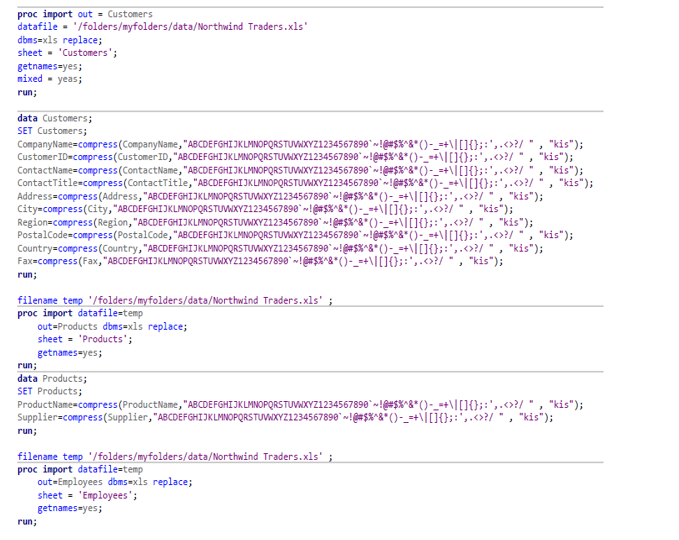 proc import out = Customers
datafile = '/folders/myfolders/data/Northwind Traders.xls'
dbms=xls replace;
sheet = 'Customers';
getnames=yes;
mixed = yeas;
run;
data Customers;
SET Customers;
CompanyName=compress(CompanyName,"ABCDEFGHIJKLMNOPQRSTUVWXYZ1234567890`~!@#$%^&*()-_=+\|[]{};:',.<>?/ " , "kis");
CustomerID=compress(CustomerID,"ABCDEFGHIJKLMNOPQRSTUVWXYZ1234567890`~!@#$%^&*()-_=+\|[]{};:',.<>?/ " , "kis");
ContactName=compress(ContactName,"ABCDEFGHIJKLMNOPQRSTUVWXYZ1234567890`~!@#$%^&*()-_=+\|[]{};:',.<>?/ " , "kis");
ContactTitle=compress(ContactTitle,"ABCDEFGHIJKLMNOPQRSTUVWXYZ1234567890`~!@#$%^&*()-_=+\|[]{};:',.<>?/ " , "kis");
Address=compress(Address,"ABCDEFGHIJKLMNOPQRSTUVWXYZ1234567890`~!@#$%^&*()-_=+\|[]{};:',.<>?/ " , "kis");
City=compress(City,"ABCDEFGHIJKLMNOPQRSTUVWXYZ1234567890`~!@#$%^&*()-_=+\|[]{};:',.<>?/ " , "kis");
Region=compress(Region,"ABCDEFGHIJKLMNOPQRSTUVWXYZ1234567890`~!@#$%^&*()-_=+\|[]{};:',.<>?/ " , "kis");
PostalCode=compress(PostalCode,"ABCDEFGHIJKLMNOPQRSTUVWXYZ1234567890`~!@#$%^&*()-_=+\|[]{};:',.<>?/ " , "kis");
Country=compress(Country,"ABCDEFGHIJKLMNOPQRSTUVWXYZ1234567890`~!@#$%^&*()-_=+\|[]{};:',.<>?/ " , "kis");
Fax=compress(Fax,"ABCDEFGHIJKLMNOPQRSTUVWXYZ1234567890`~!@#$%^&*()-_=+\|[]{};:',.<>?/ " , "kis");
run;
filename temp '/folders/myfolders/data/Northwind Traders.xls' ;
proc import datafile=temp
out=Products dbms=xls replace;
sheet = 'Products';
getnames=yes;
run;
data Products;
SET Products;
ProductName=compress(ProductName,"ABCDEFGHIJKLMNOPQRSTUVWXYZ1234567890`~!@#$%^&*()-_=+\|[]{};:',.<>?/ " , "kis");
Supplier=compress(Supplier,"ABCDEFGHIJKLMNOPQRSTUVWXYZ1234567890`~!@#$%^&*()-_=+\|[]{};:',.<>?/ " , "kis");
run;
filename temp '/folders/myfolders/data/Northwind Traders.xls' ;
proc import datafile=temp
out=Employees dbms=xls replace;
sheet = 'Employees';
getnames=yes;
run;